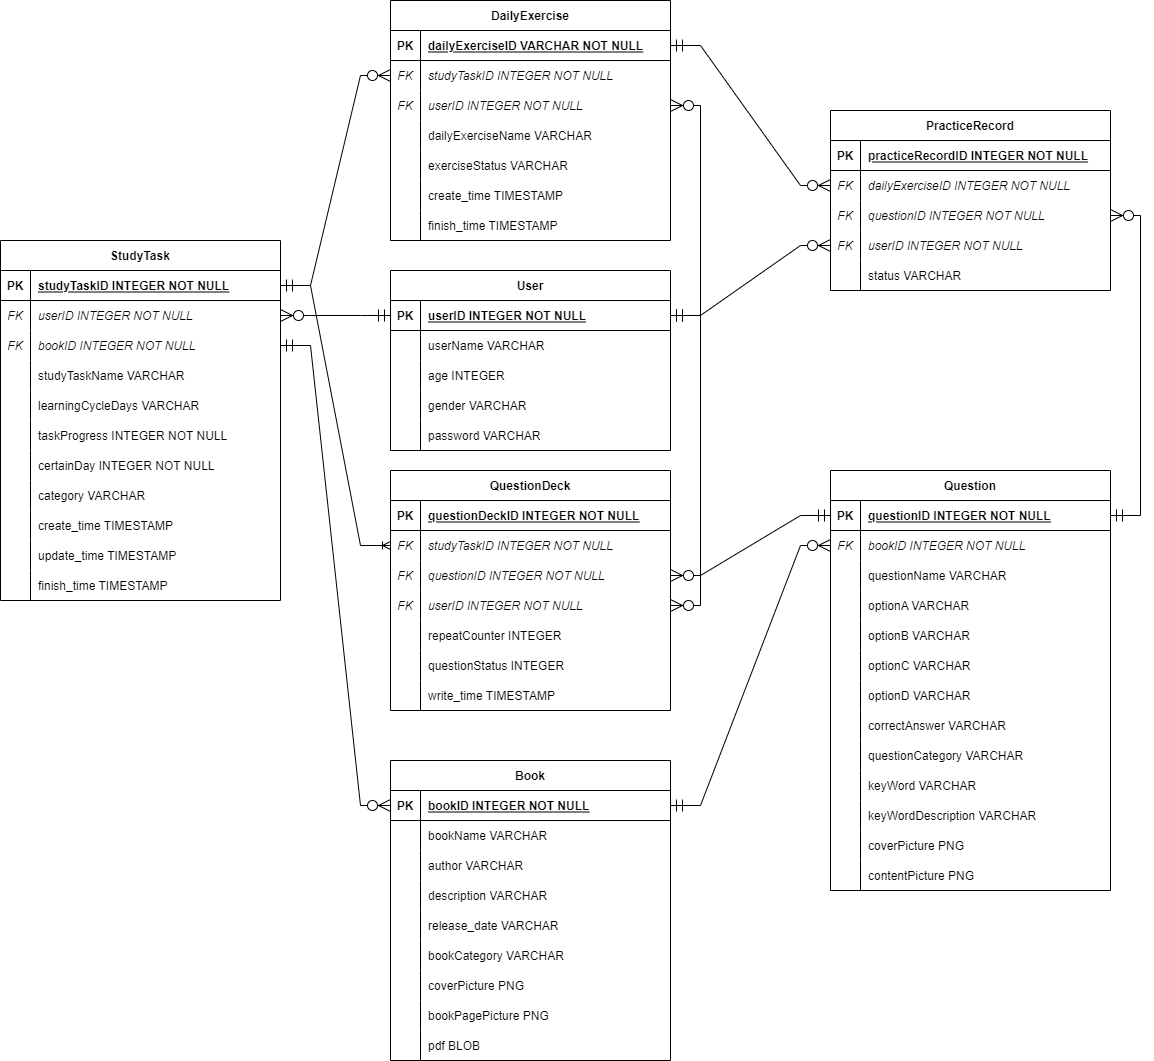 DailyExercise
PK dailyExerciseID VARCHAR NOT NULL
FK studyTaskID INTEGER NOT NULL
FK userID INTEGER NOT NULL
dailyExerciseName VARCHAR
exerciseStatus VARCHAR
create_time TIMESTAMP
finish_time TIMESTAMP
PracticeRecord
PK practiceRecordID INTEGER NOT NULL
FK dailyExerciseID INTEGER NOT NULL
FK questionID INTEGER NOT NULL
FK userID INTEGER NOT NULL
status VARCHAR
StudyTask
PK studyTaskID INTEGER NOT NULL
FK userID INTEGER NOT NULL
FK bookID INTEGER NOT NULL
studyTaskName VARCHAR
learningCycleDays VARCHAR
taskProgress INTEGER NOT NULL
certainDay INTEGER NOT NULL
category VARCHAR
create_time TIMESTAMP
update_time TIMESTAMP
finish_time TIMESTAMP
User
PK userID INTEGER NOT NULL
userName VARCHAR
age INTEGER
gender VARCHAR
password VARCHAR
QuestionDeck
PK questionDeckID INTEGER NOT NULL
FK studyTaskID INTEGER NOT NULL
FK questionID INTEGER NOT NULL
FK userID INTEGER NOT NULL
repeatCounter INTEGER
questionStatus INTEGER
write_time TIMESTAMP
Question
PK questionID INTEGER NOT NULL
FK bookID INTEGER NOT NULL
questionName VARCHAR
optionA VARCHAR
optionB VARCHAR
optionC VARCHAR
optionD VARCHAR
correctAnswer VARCHAR
questionCategory VARCHAR
keyWord VARCHAR
keyWordDescription VARCHAR
coverPicture PNG
contentPicture PNG
Book
PK bookID INTEGER NOT NULL
bookName VARCHAR
author VARCHAR
description VARCHAR
release_date VARCHAR
bookCategory VARCHAR
coverPicture PNG
bookPagePicture PNG
pdf BLOB